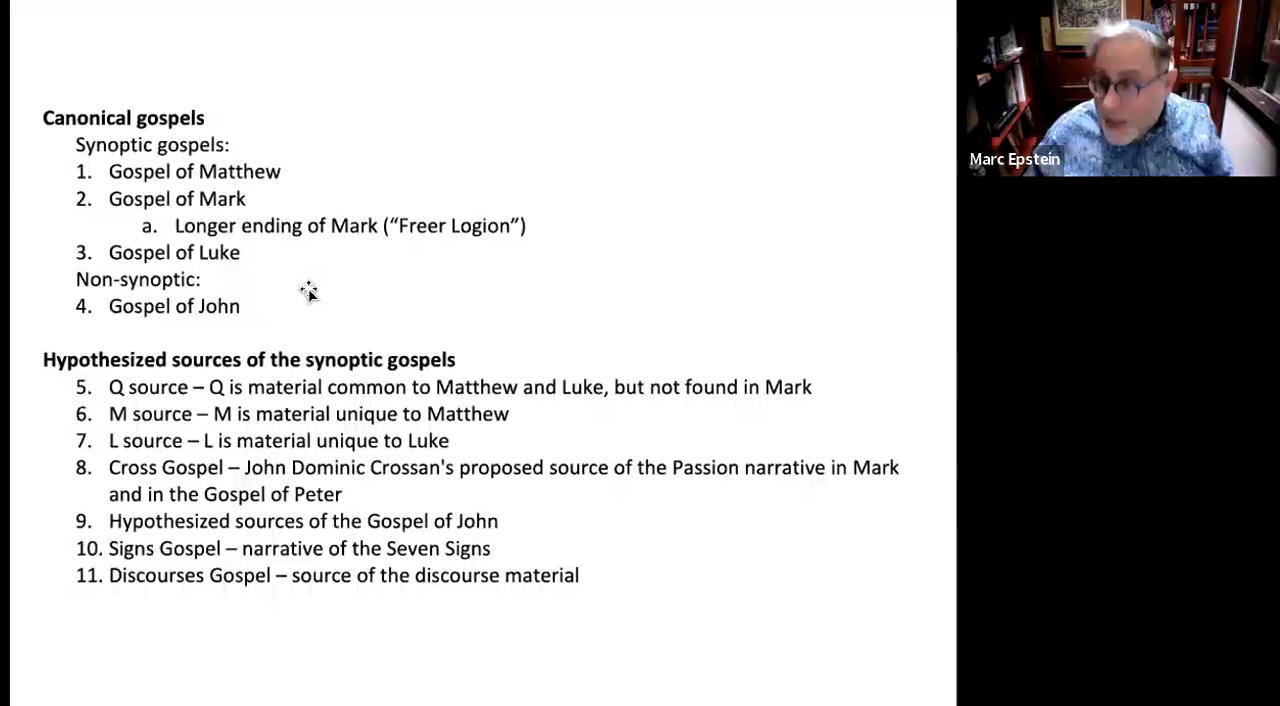 Canonical gospels
Synoptic gospels:
1. Gospel of Matthew
2. Gospel of Mark
a. Longer ending of Mark (“Freer Logion”)
3. Gospel of Luke
Non-synoptic:
4. Gospel of John
Hypothesized sources of the synoptic gospels
5. Q source – Q is material common to Matthew and Luke, but not found in Mark
6. M source – M is material unique to Matthew
7. L source – L is material unique to Luke
8. Cross Gospel – John Dominic Crossan's proposed source of the Passion narrative in Mark
and in the Gospel of Peter
9. Hypothesized sources of the Gospel of John
10. Signs Gospel – narrative of the Seven Signs
11. Discourses Gospel – source of the discourse material
Marc Epstein